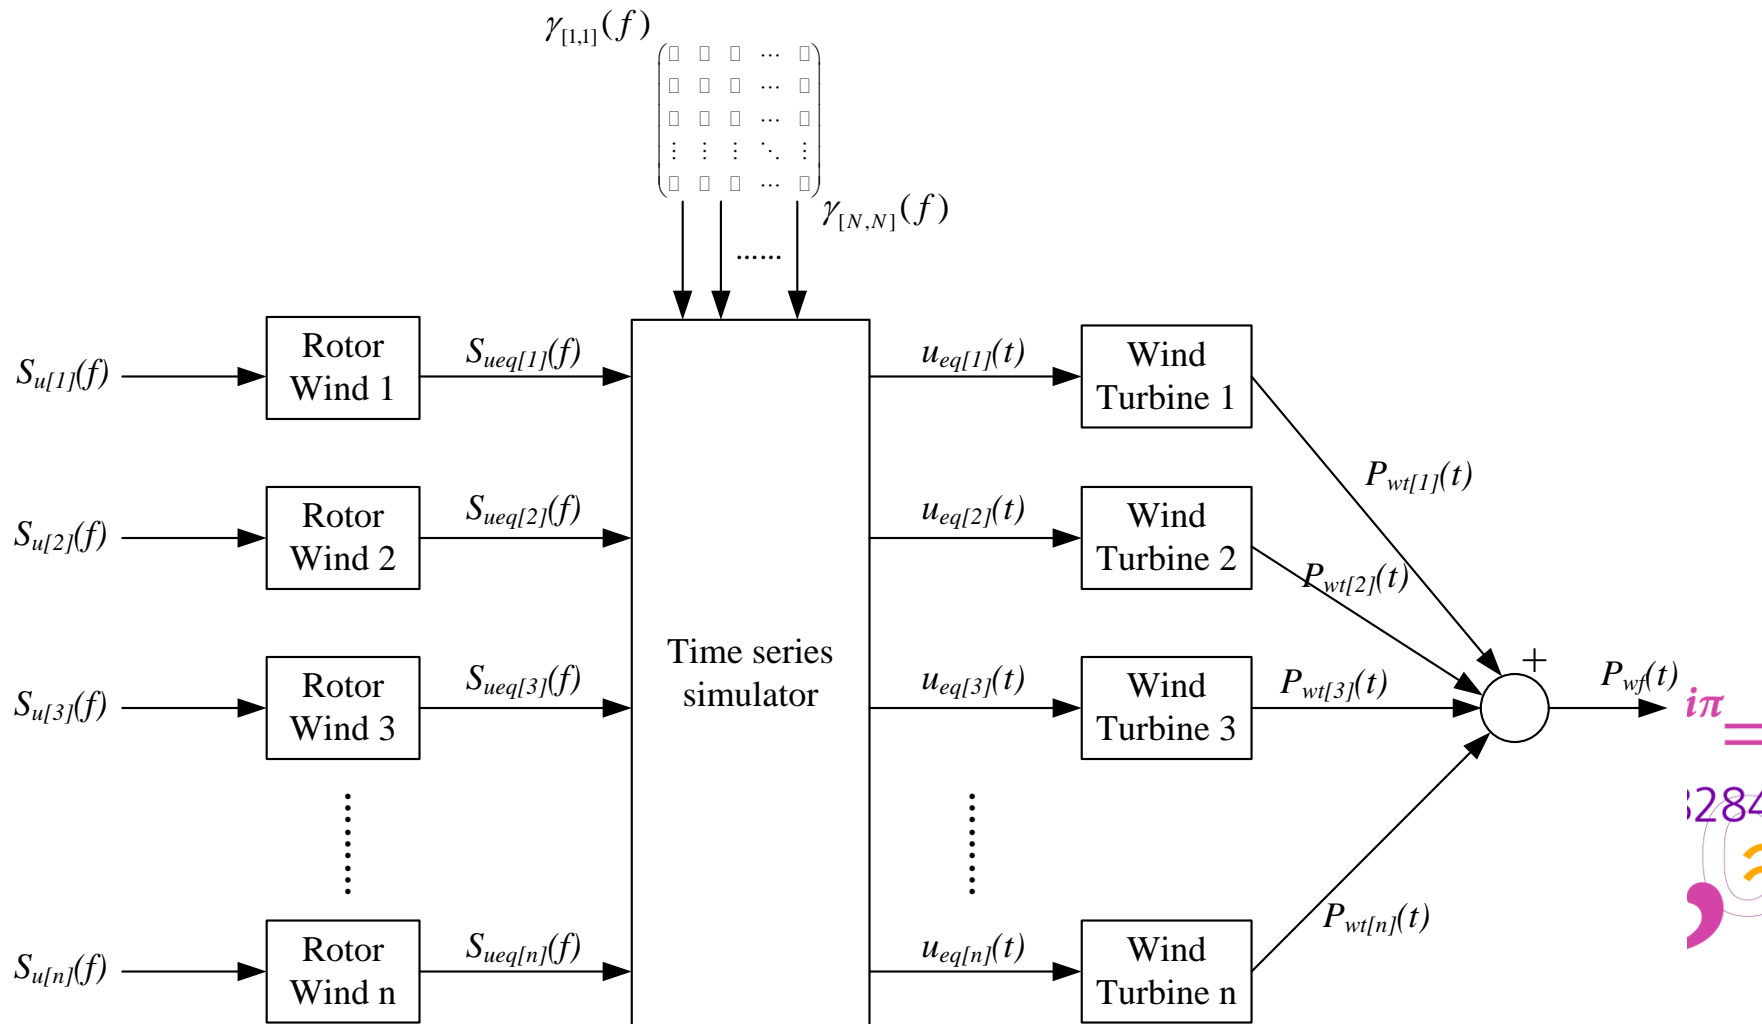 γ[1,1](f)
⋯
⋯
⋯
⋮ ⋮ ⋮ ⋱ ⋮
⋯
γ[N,N](f)
......
Su[1](f)
Rotor
Wind 1
Sueq[1](f)
ueq[1](t)
Wind
Turbine 1
Pwt[1](t)
Su[2](f)
Rotor
Wind 2
Sueq[2](f)
ueq[2](t)
Wind
Turbine 2
Pwt[2](t)
Time series
simulator
Su[3](f)
Rotor
Wind 3
Sueq[3](f)
ueq[3](t)
Wind
Turbine 3
Pwt[3](t)
+
Pwf(t)
iπ
=
284
,
Su[n](f)
Rotor
Wind n
Sueq[n](f)
ueq[n](t)
Wind
Turbine n
Pwt[n](t)